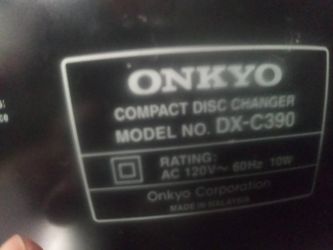 ONKYO
COMPACT DISC CHANGER
MODEL NO. DX-C390
RATING:
AC 120V~ 60Hz 10W
Onkyo Corporation
MADE IN MALAYSIA